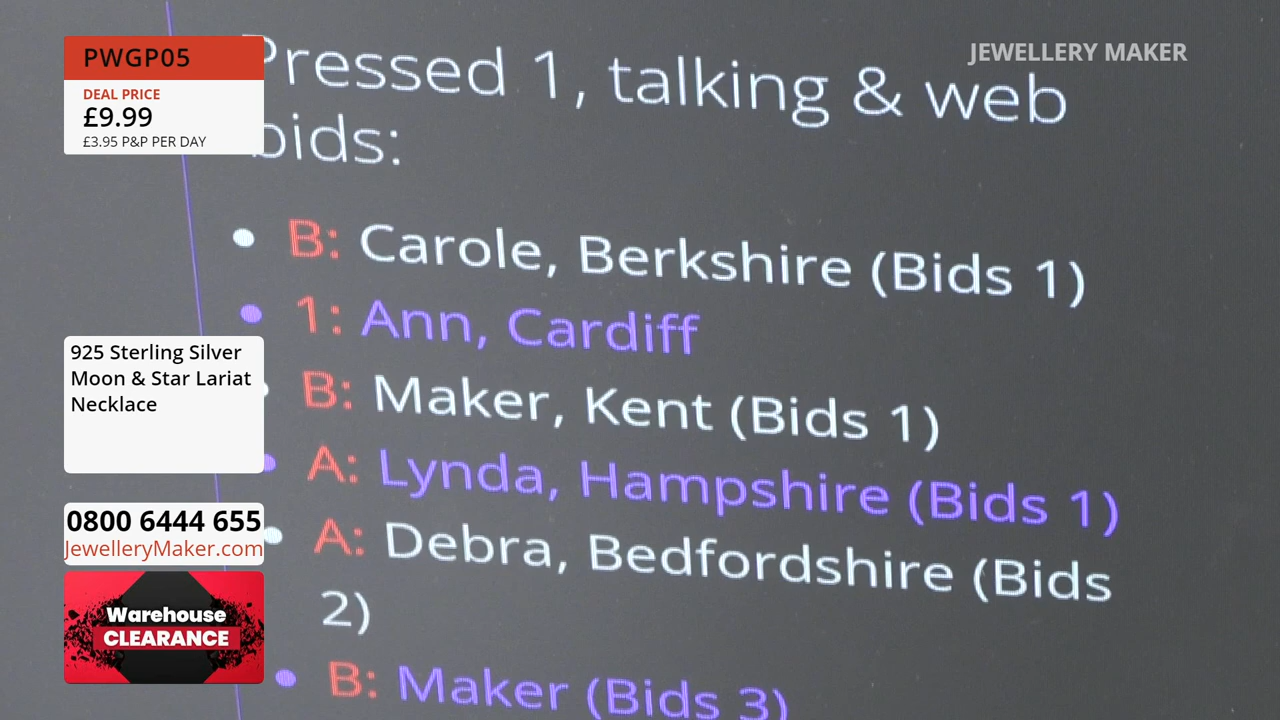 PWGP05
DEAL PRICE
£9.99
£3.95 P&P PER DAY
JEWELLERY MAKER
Pressed 1, talking & web
bids:
B: Carole, Berkshire (Bids 1)
1: Ann, Cardiff
B: Maker, Kent (Bids 1)
A: Lynda, Hampshire (Bids 1)
A: Debra, Bedfordshire (Bids
2)
B: Maker (Bids 3)
925 Sterling Silver
Moon & Star Lariat
Necklace
0800 6444 655
JewelleryMaker.com
Warehouse
CLEARANCE